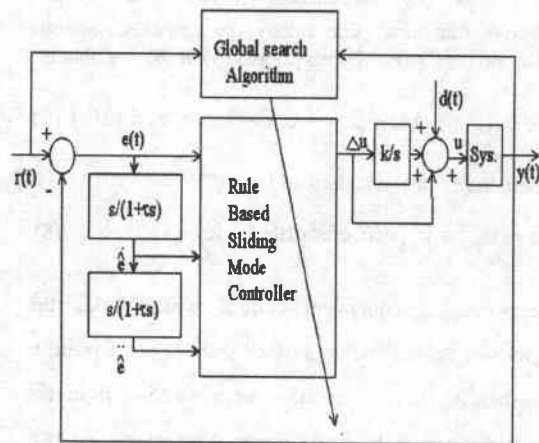 Global search
Algorithm
d(t)
+
e(t)
Δu
k/s
+
+
+
u
Sys.
r(t)
-
y(t)
s/(1+τs)
ė̂
s/(1+τs)
ë̂
Rule
Based
Sliding
Mode
Controller